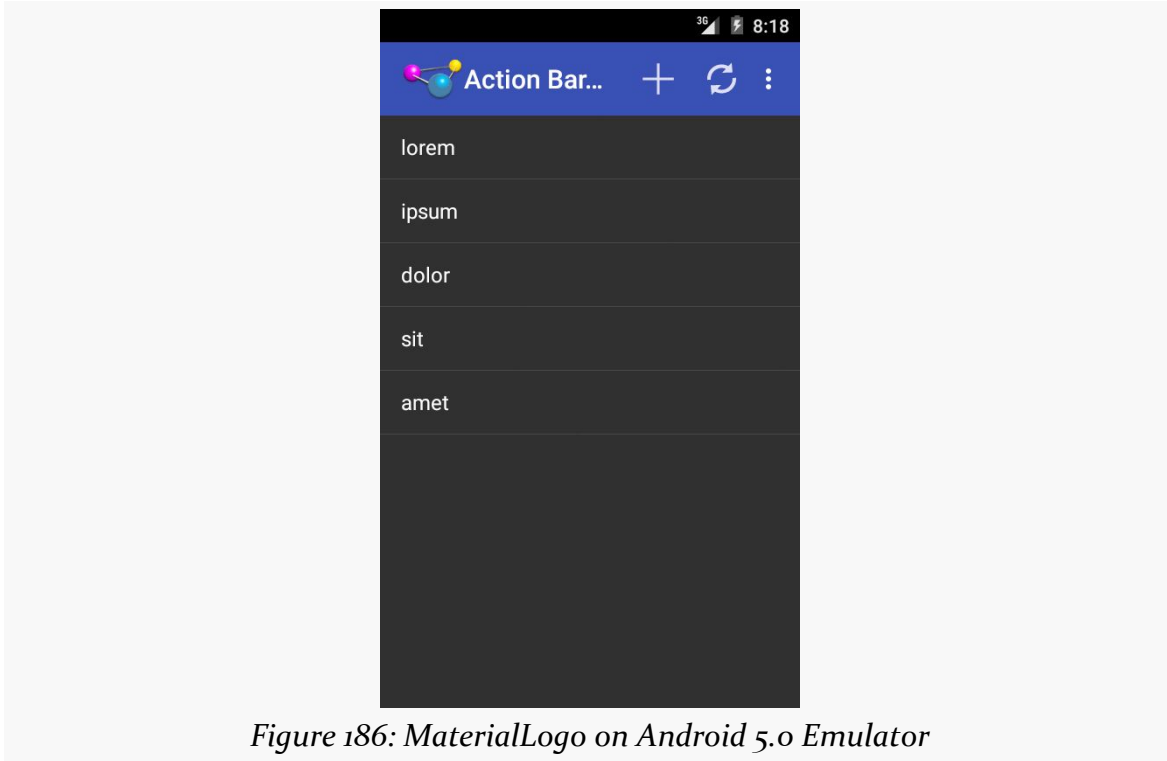 3G 8:18
Action Bar...
lorem
ipsum
dolor
sit
amet
Figure 186: MaterialLogo on Android 5.0 Emulator